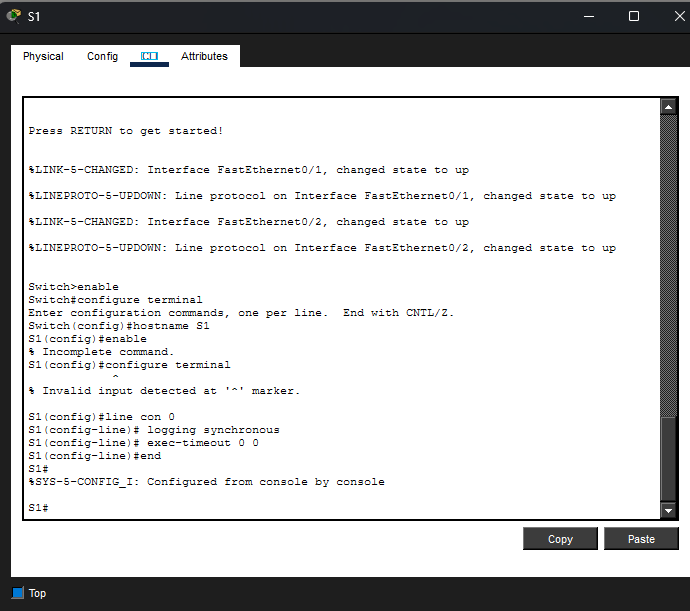 S1
Physical Config CLI Attributes
Press RETURN to get started!
%LINK-5-CHANGED: Interface FastEthernet0/1, changed state to up
%LINEPROTO-5-UPDOWN: Line protocol on Interface FastEthernet0/1, changed state to up
%LINK-5-CHANGED: Interface FastEthernet0/2, changed state to up
%LINEPROTO-5-UPDOWN: Line protocol on Interface FastEthernet0/2, changed state to up
Switch>enable
Switch#configure terminal
Enter configuration commands, one per line.  End with CNTL/Z.
Switch(config)#hostname S1
S1(config)#enable
% Incomplete command.
S1(config)#configure terminal
            ^
% Invalid input detected at '^' marker.
S1(config)#line con 0
S1(config-line)# logging synchronous
S1(config-line)# exec-timeout 0 0
S1(config-line)#end
S1#
%SYS-5-CONFIG_I: Configured from console by console
S1#
Copy Paste
Top